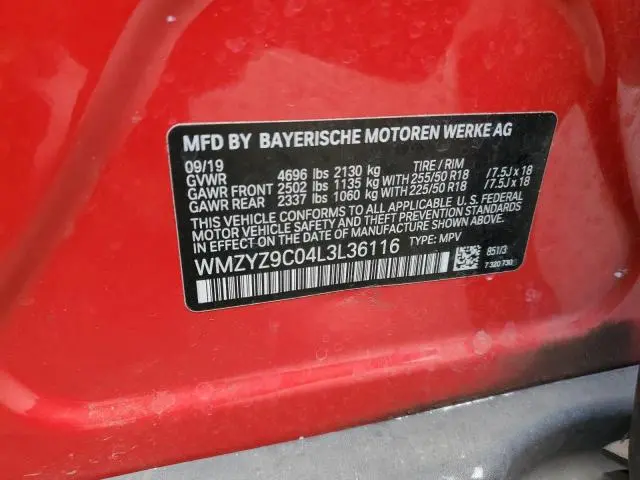 MFD BY BAYERISCHE MOTOREN WERKE AG
09/19 TIRE / RIM
GVWR 4696 lbs 2130 kg
GAWR FRONT 2502 lbs 1135 kg WITH 255/50 R18 /7.5J x 18
GAWR REAR 2337 lbs 1060 kg WITH 225/50 R18 /7.5J x 18
THIS VEHICLE CONFORMS TO ALL APPLICABLE U. S. FEDERAL
MOTOR VEHICLE SAFETY AND THEFT PREVENTION STANDARDS
IN EFFECT ON THE DATE OF MANUFACTURE SHOWN ABOVE.
WMZYZ9C04L3L36116 TYPE: MPV
851/3
7 320 730